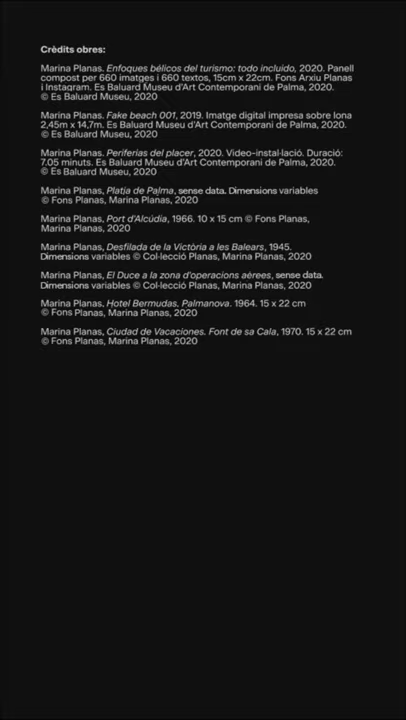 Crèdits obres:
Marina Planas. Enfoques bélicos del turismo: todo incluido, 2020. Panell
compost per 660 imatges i 660 textos, 15cm x 22cm. Fons Arxiu Planas
i Instagram. Es Baluard Museu d'Art Contemporani de Palma, 2020.
© Es Baluard Museu, 2020
Marina Planas. Fake beach 001, 2019. Imatge digital impresa sobre lona
2,45m x 14,7m. Es Baluard Museu d'Art Contemporani de Palma, 2020.
© Es Baluard Museu, 2020
Marina Planas. Periferias del placer, 2020. Video-instal·lació. Duració:
7.05 minuts. Es Baluard Museu d'Art Contemporani de Palma, 2020.
© Es Baluard Museu, 2020
Marina Planas, Platja de Palma, sense data. Dimensions variables
© Fons Planas, Marina Planas, 2020
Marina Planas, Port d'Alcúdia, 1966. 10 x 15 cm © Fons Planas,
Marina Planas, 2020
Marina Planas, Desfilada de la Victòria a les Balears, 1945.
Dimensions variables © Col·lecció Planas, Marina Planas, 2020
Marina Planas, El Duce a la zona d'operacions aèrees, sense data.
Dimensions variables © Col·lecció Planas, Marina Planas, 2020
Marina Planas. Hotel Bermudas. Palmanova. 1964. 15 x 22 cm
© Fons Planas, Marina Planas, 2020
Marina Planas, Ciudad de Vacaciones. Font de sa Cala, 1970. 15 x 22 cm
© Fons Planas, Marina Planas, 2020